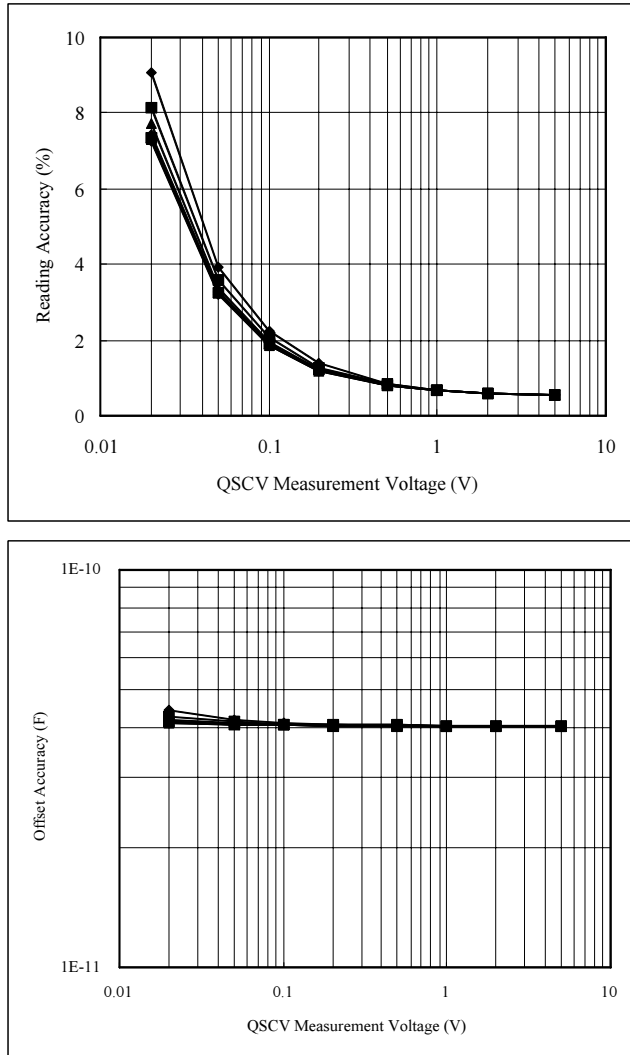 10
8
6
4
2
0
Reading Accuracy (%)
0.01 0.1 1 10
QSCV Measurement Voltage (V)
1E-10
Offset Accuracy (F)
1E-11
0.01 0.1 1 10
QSCV Measurement Voltage (V)